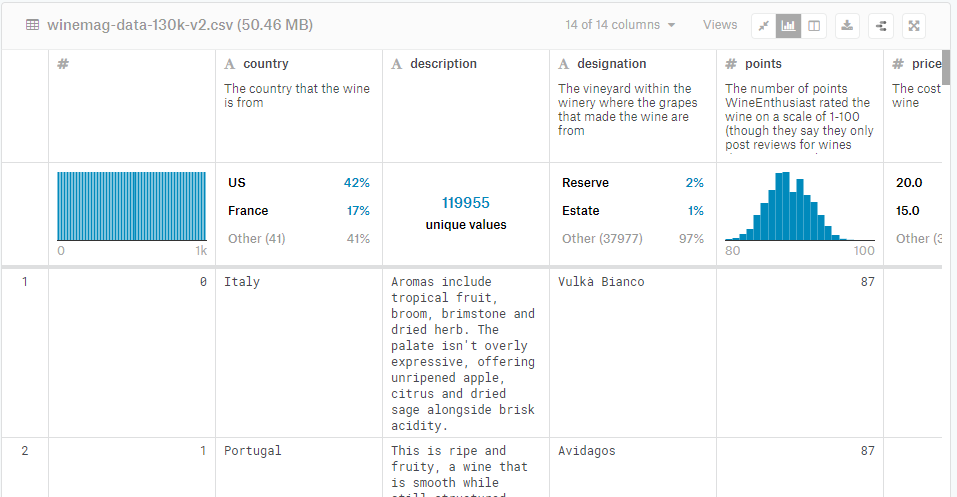 winemag-data-130k-v2.csv (50.46 MB)
14 of 14 columns
Views
#
A country
The country that the wine
is from
A description
A designation
The vineyard within the
winery where the grapes
that made the wine are
from
# points
The number of points
WineEnthusiast rated the
wine on a scale of 1-100
(though they say they only
post reviews for wines
# price
The cost
wine
0
1k
US 42%
France 17%
Other (41) 41%
119955
unique values
Reserve 2%
Estate 1%
Other (37977) 97%
80
100
20.0
15.0
Other
1
0
Italy
Aromas include
tropical fruit,
broom, brimstone and
dried herb. The
palate isn't overly
expressive, offering
unripened apple,
citrus and dried
sage alongside brisk
acidity.
Vulkà Bianco
87
2
1
Portugal
This is ripe and
fruity, a wine that
is smooth while
still structured
Avidagos
87